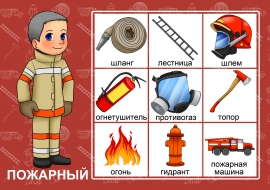 шланг
лестница
шлем
огнетушитель
противогаз
топор
огонь
гидрант
пожарная
машина
ПОЖАРНЫЙ